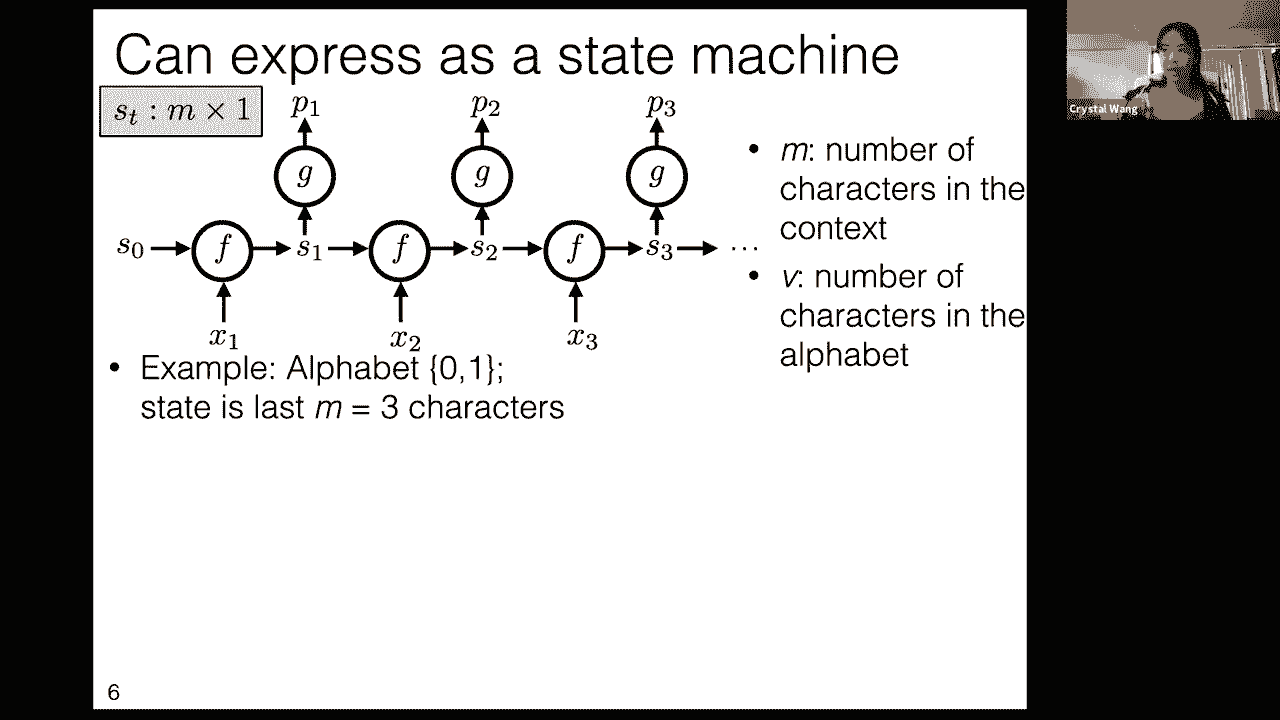 Can express as a state machine
s_t : m × 1
p_1 p_2 p_3
g g g
s_0 f s_1 f s_2 f s_3 ⋯
x_1 x_2 x_3
• m: number of
characters in the
context
• v: number of
characters in the
alphabet
• Example: Alphabet {0,1};
state is last m = 3 characters
6
Crystal Wang